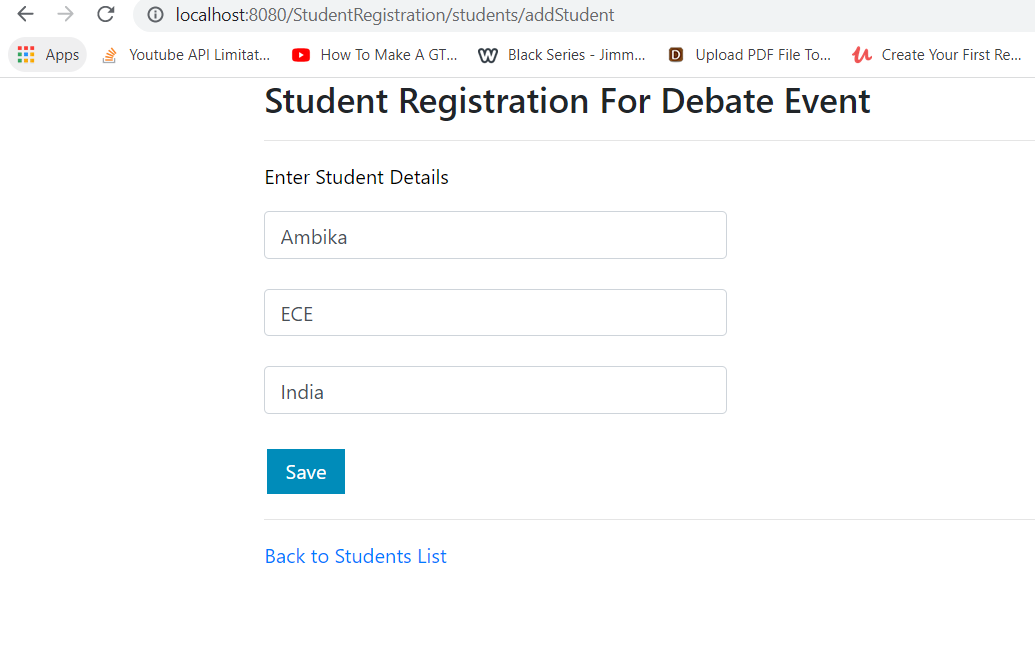 localhost:8080/StudentRegistration/students/addStudent
Apps Youtube API Limitat... How To Make A GT... Black Series - Jimm... D Upload PDF File To... Create Your First Re...
Student Registration For Debate Event
Enter Student Details
Ambika
ECE
India
Save
Back to Students List